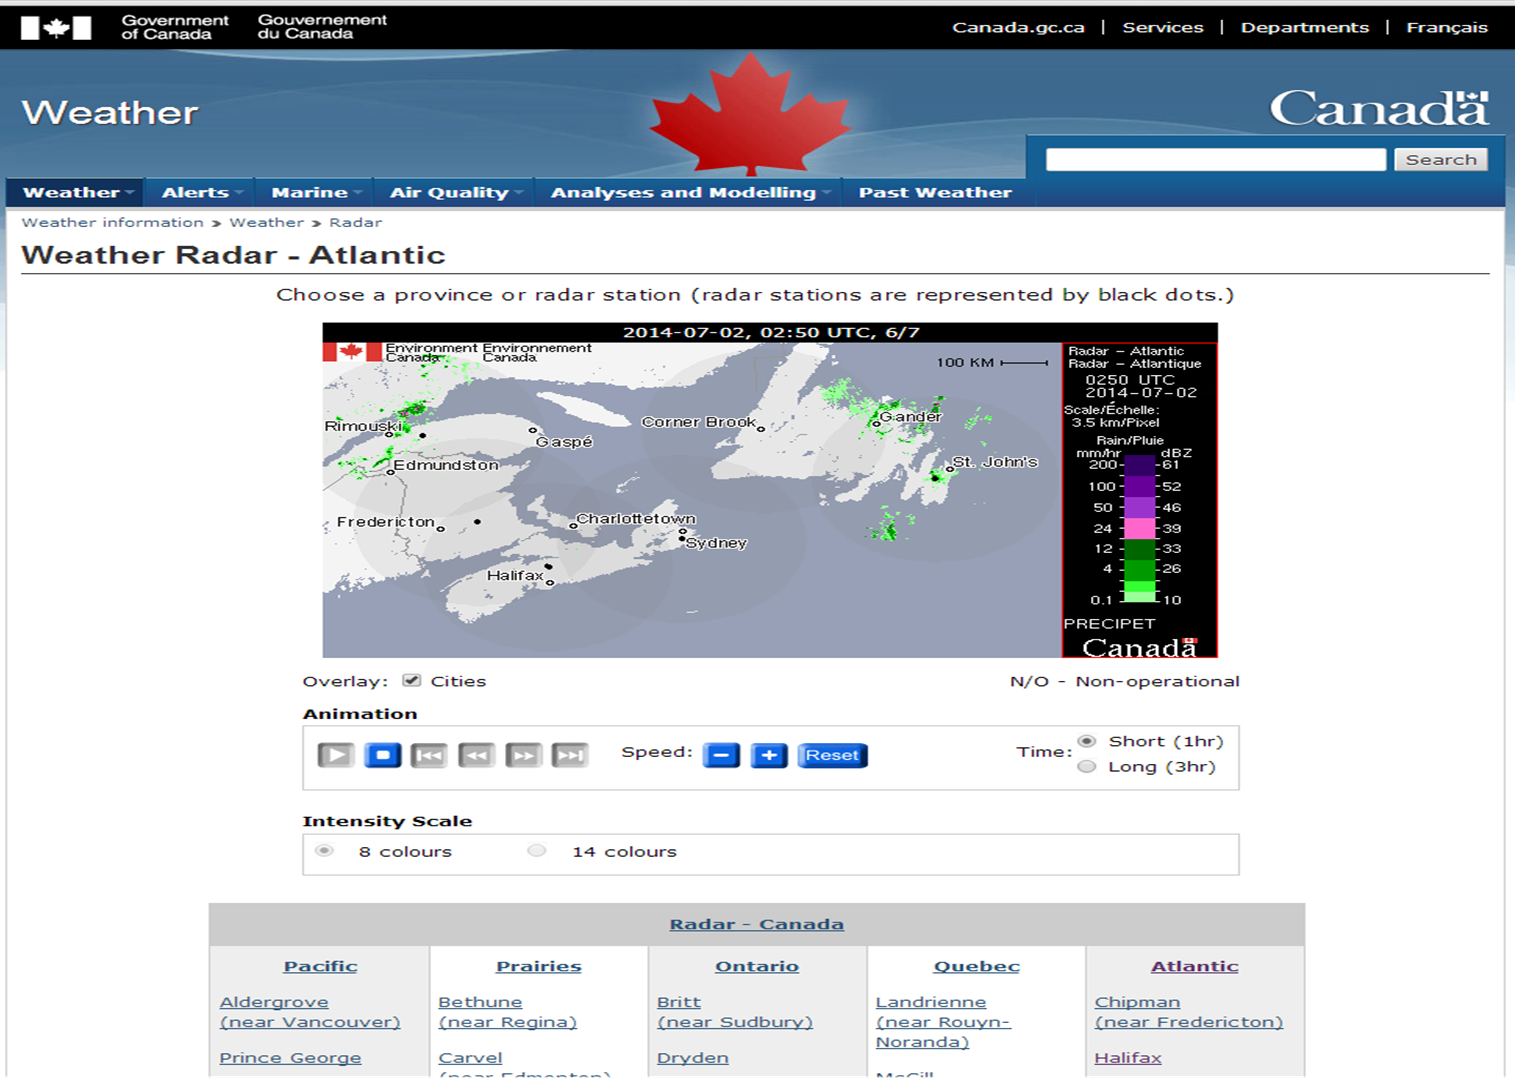 Government of Canada
Gouvernement du Canada
Canada.gc.ca | Services | Departments | Français
Weather
Canada
Search
Weather Alerts Marine Air Quality Analyses and Modelling Past Weather
Weather information » Weather » Radar
Weather Radar - Atlantic
Choose a province or radar station (radar stations are represented by black dots.)
2014-07-02, 02:50 UTC, 6/7
Environment Environnement
Canada Canada
100 KM
Rimouski
Gaspé
Corner Brook
Gander
Edmundston
St. John's
Fredericton
Charlottetown
Sydney
Halifax
Radar – Atlantic
Radar – Atlantique
0250 UTC
2014-07-02
Scale/Échelle:
3.5 km/Pixel
Rain/Pluie
mm/hr dBZ
200 61
100 52
50 46
24 39
12 33
4 26
0.1 10
PRECIPET
Canada
Overlay: Cities
N/O - Non-operational
Animation
Speed: Reset
Time: Short (1hr)
Long (3hr)
Intensity Scale
8 colours 14 colours
Radar - Canada
Pacific Prairies Ontario Quebec Atlantic
Aldergrove Bethune Britt Landrienne Chipman
(near Vancouver) (near Regina) (near Sudbury) (near Rouyn- (near Fredericton)
Noranda)
Prince George Carvel Dryden Halifax
(near Edmonton) McGill